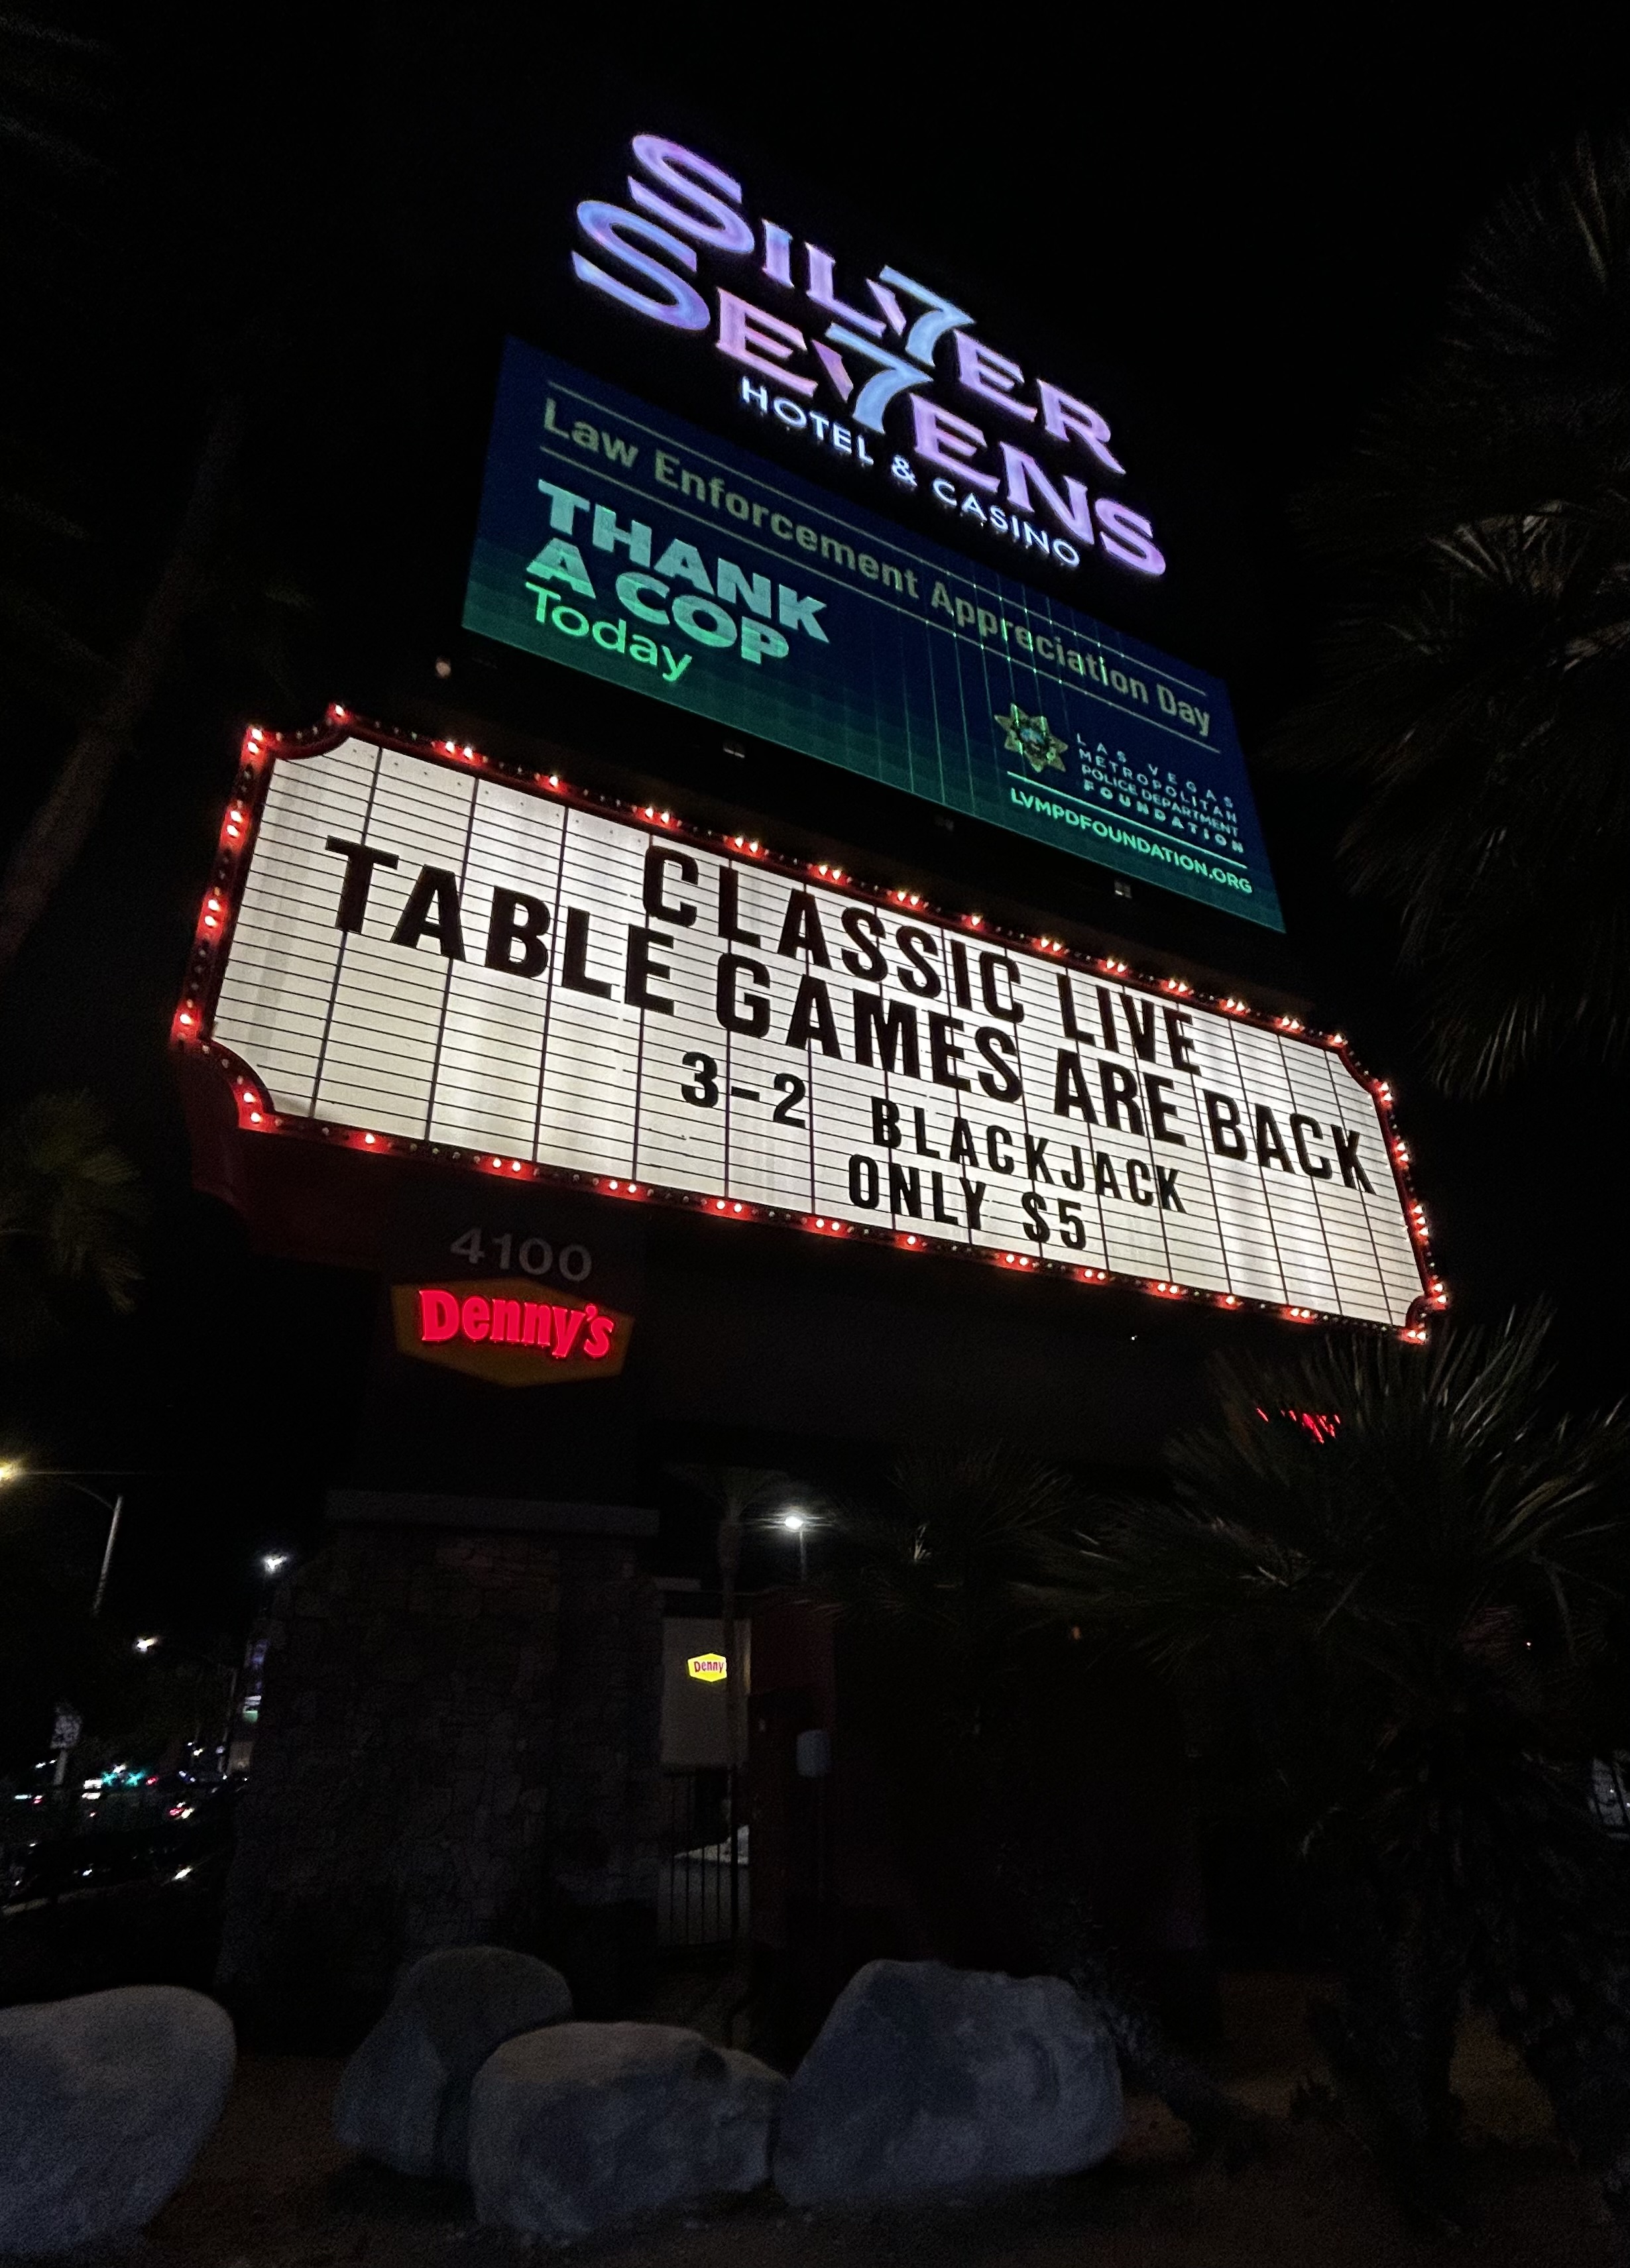 SILVER
SEVENS
HOTEL & CASINO
Law Enforcement Appreciation Day
THANK
A COP
Today
LAS VEGAS
METROPOLITAN
POLICE DEPARTMENT
FOUNDATION
LVMPDFOUNDATION.ORG
CLASSIC LIVE
TABLE GAMES ARE BACK
3-2 BLACKJACK
ONLY $5
4100
Denny's
Denny